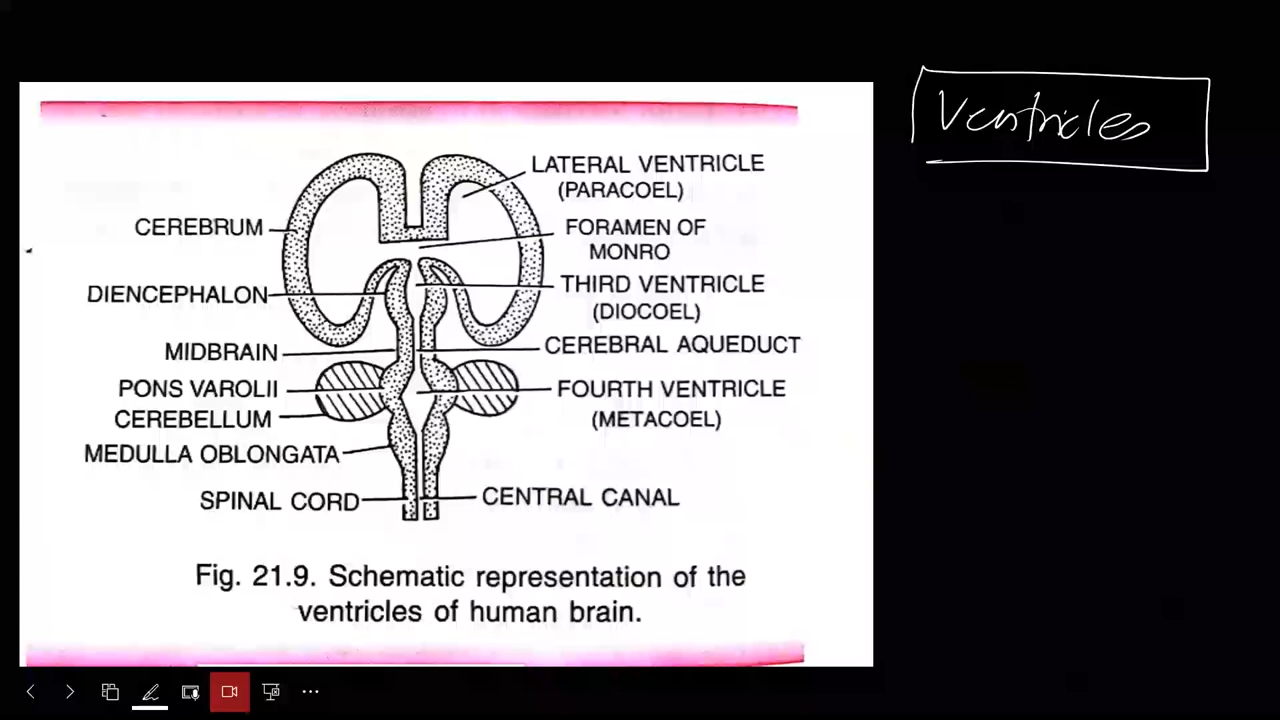 Ventricles
LATERAL VENTRICLE
(PARACOEL)
CEREBRUM
FORAMEN OF
MONRO
DIENCEPHALON
THIRD VENTRICLE
(DIOCOEL)
MIDBRAIN
CEREBRAL AQUEDUCT
PONS VAROLII
FOURTH VENTRICLE
CEREBELLUM
(METACOEL)
MEDULLA OBLONGATA
SPINAL CORD
CENTRAL CANAL
Fig. 21.9. Schematic representation of the
ventricles of human brain.